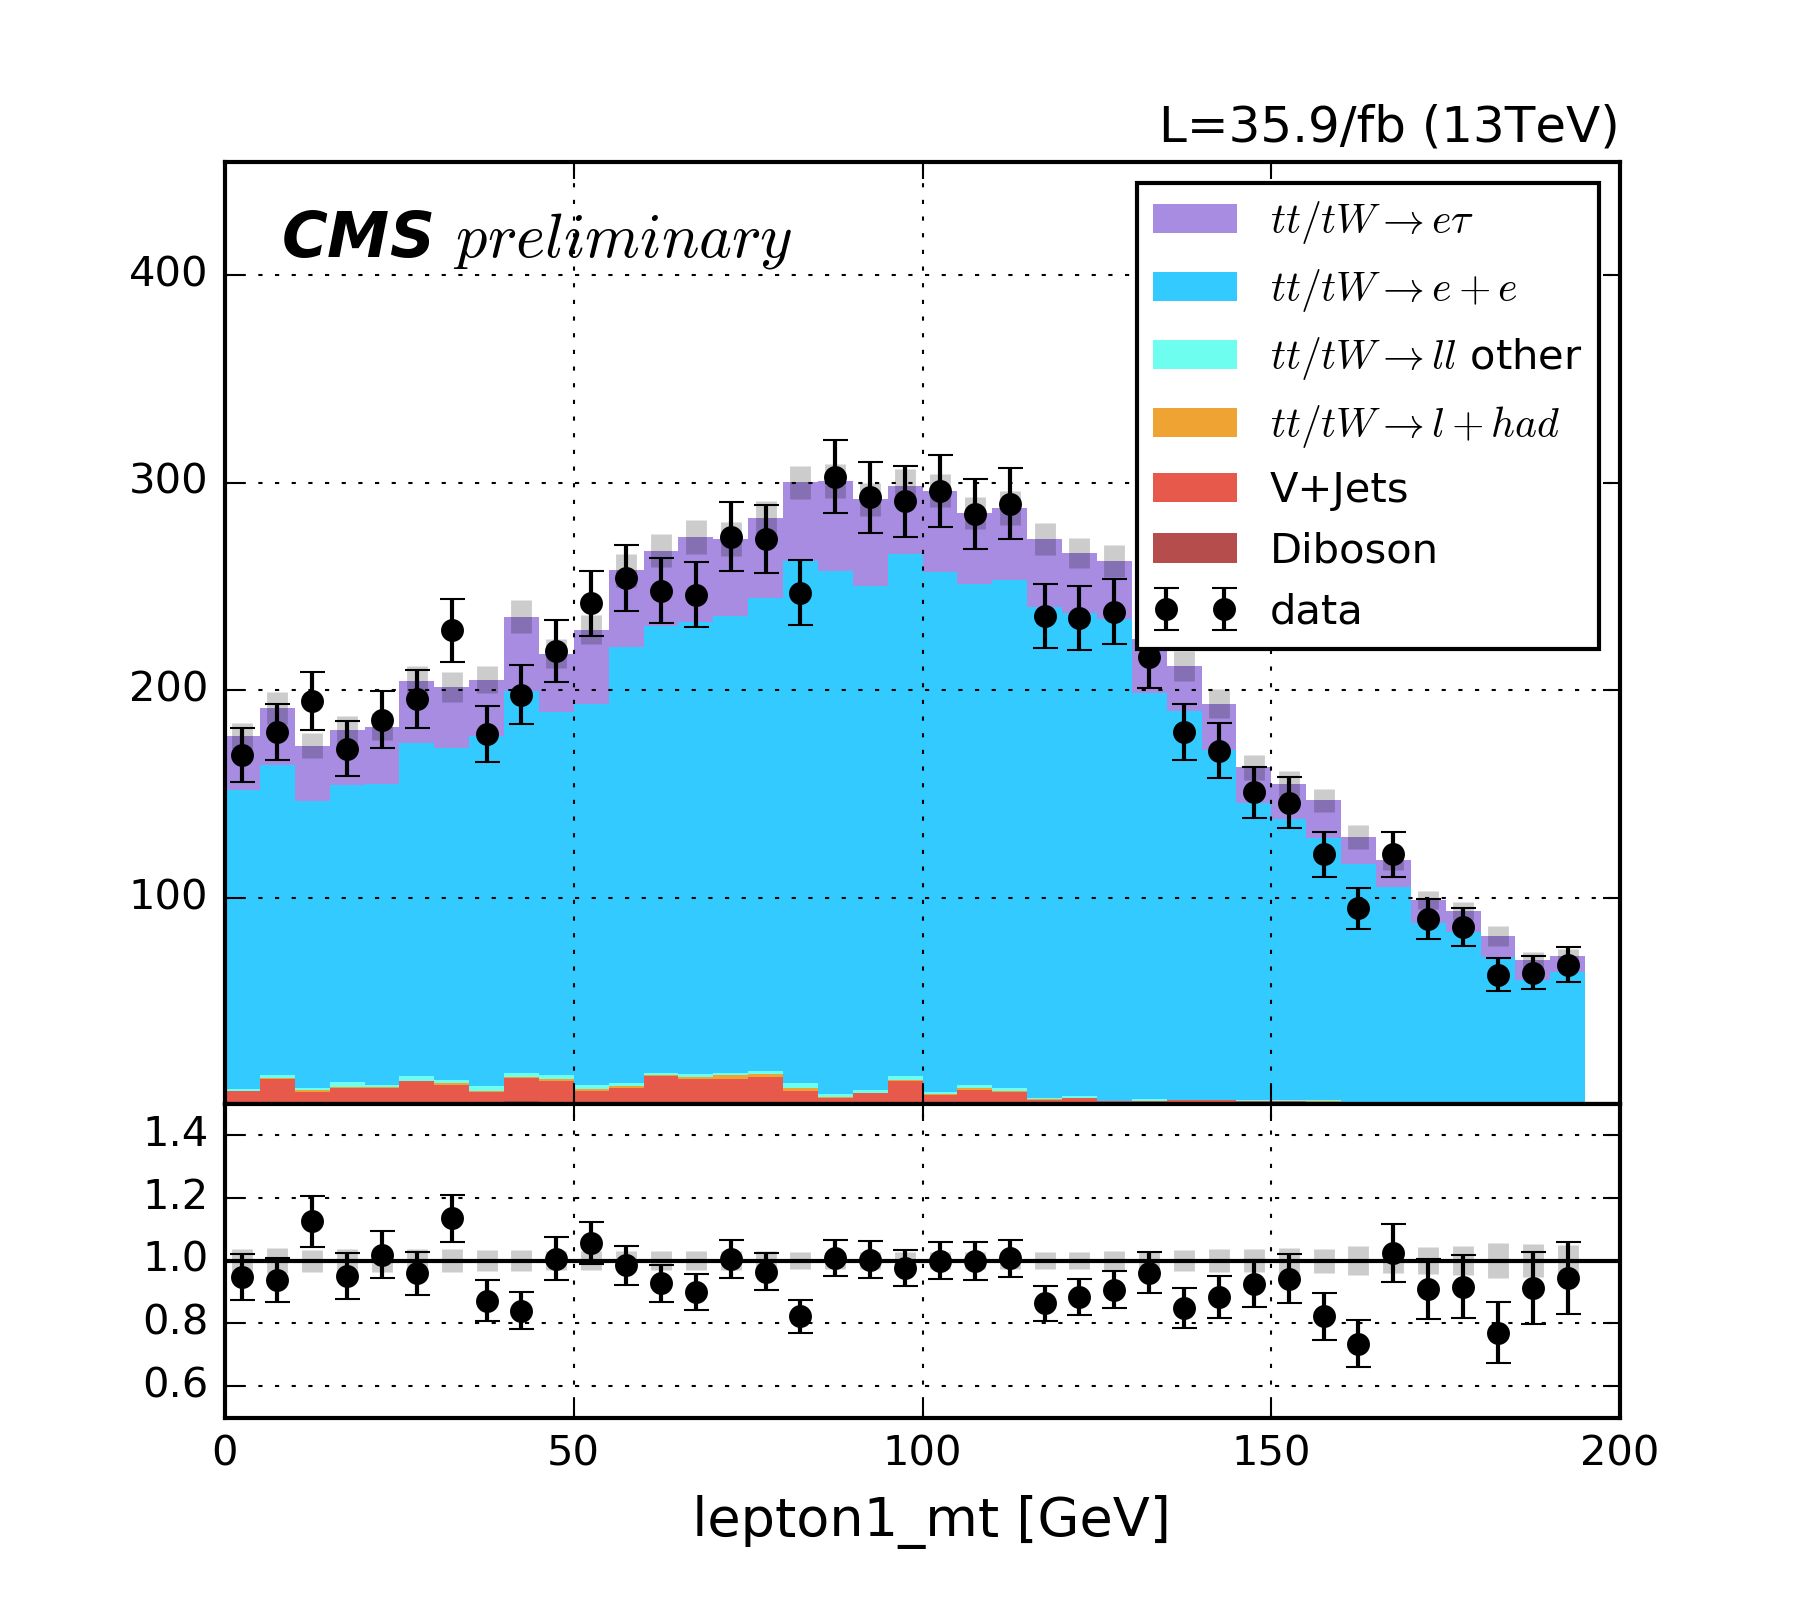 L=35.9/fb (13TeV)
CMS preliminary
tt/tW→eτ
tt/tW→e+e
tt/tW→ll other
tt/tW→l+had
V+Jets
Diboson
data
400
300
200
100
1.4
1.2
1.0
0.8
0.6
0 50 100 150 200
lepton1_mt [GeV]